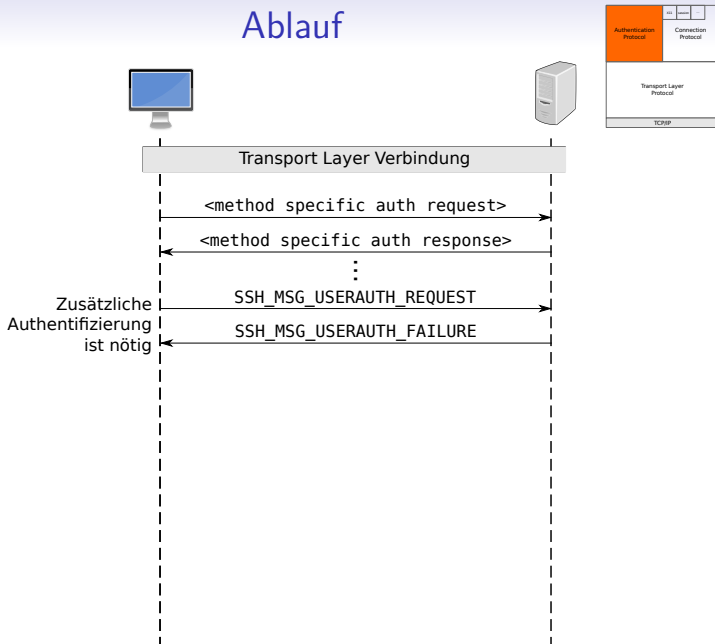 Ablauf
Authentication
Protocol
Connection
Protocol
Transport Layer
Protocol
TCP/IP
Transport Layer Verbindung
<method specific auth request>
<method specific auth response>
⋮
Zusätzliche
Authentifizierung
ist nötig
SSH_MSG_USERAUTH_REQUEST
SSH_MSG_USERAUTH_FAILURE